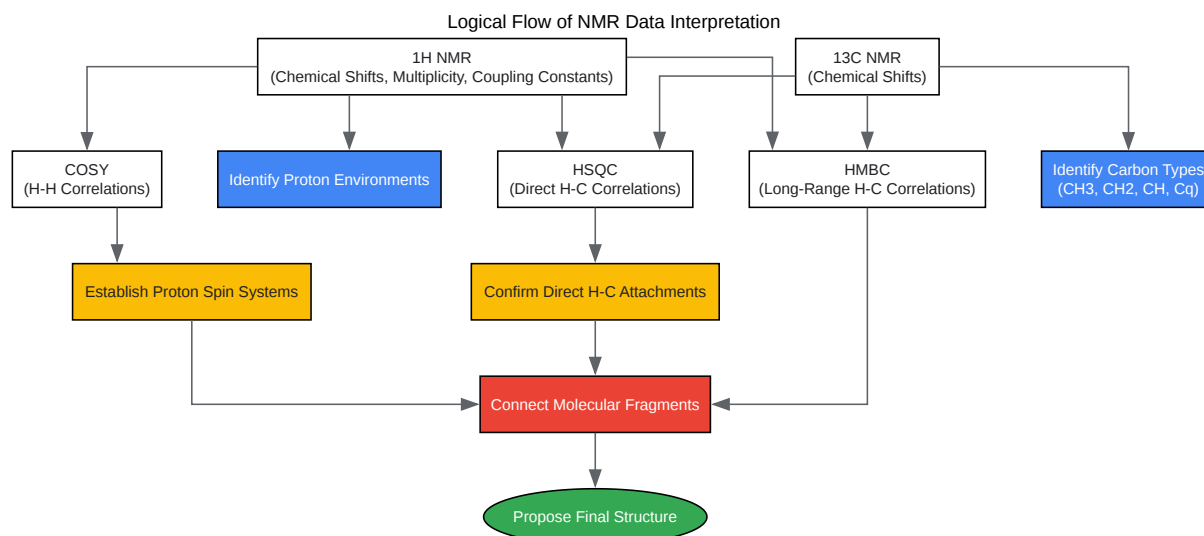 Logical Flow of NMR Data Interpretation
1H NMR
(Chemical Shifts, Multiplicity, Coupling Constants)
13C NMR
(Chemical Shifts)
COSY
(H-H Correlations)
Identify Proton Environments
HSQC
(Direct H-C Correlations)
HMBC
(Long-Range H-C Correlations)
Identify Carbon Types
(CH3, CH2, CH, Cq)
Establish Proton Spin Systems
Confirm Direct H-C Attachments
Connect Molecular Fragments
Propose Final Structure